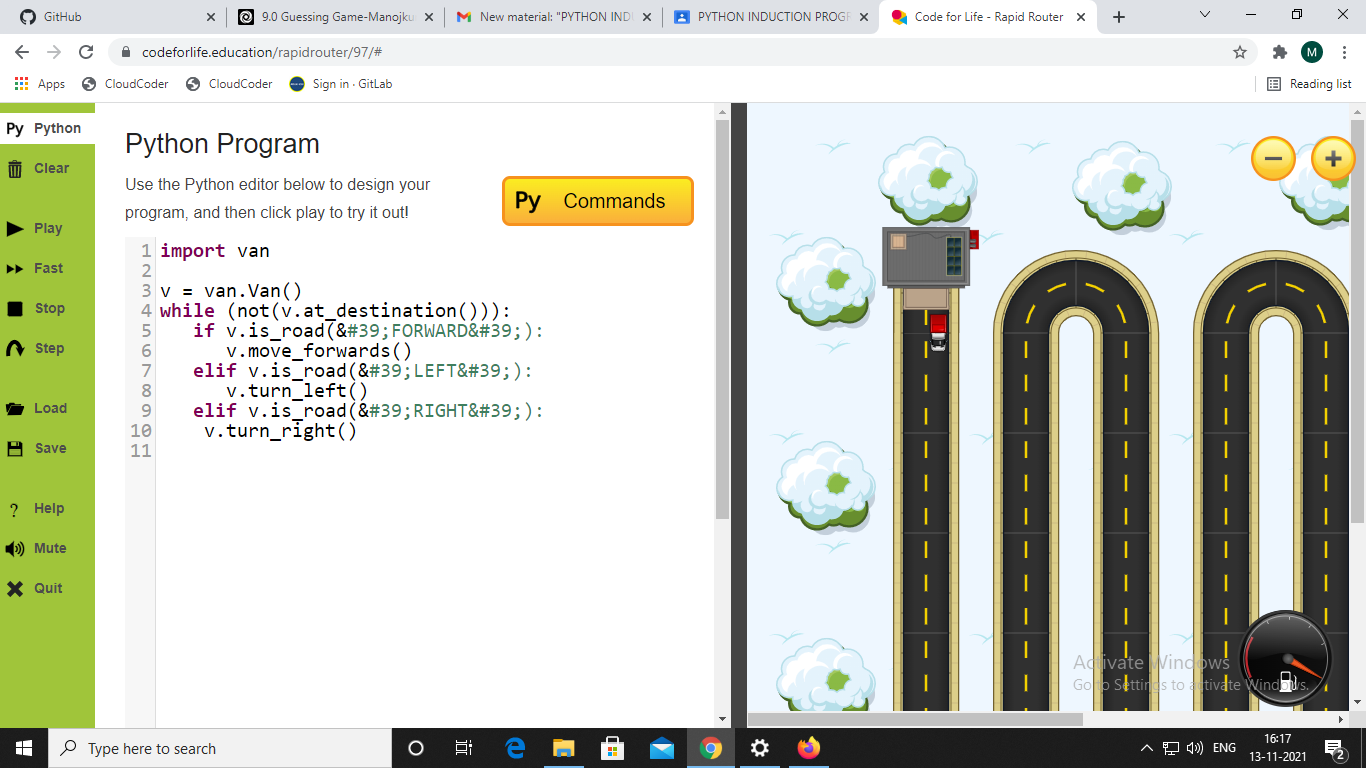 GitHub
9.0 Guessing Game-Manojku
New material: "PYTHON INDU
PYTHON INDUCTION PROGR
Code for Life - Rapid Router
codeforlife.education/rapidrouter/97/#
M
Apps
CloudCoder
CloudCoder
Sign in · GitLab
Reading list
Py Python
Clear
Play
Fast
Stop
Step
Load
Save
? Help
Mute
Quit
Python Program
Use the Python editor below to design your
program, and then click play to try it out!
Py Commands
1 import van
2
3 v = van.Van()
4 while (not(v.at_destination())):
5 if v.is_road(&#39;FORWARD&#39;):
6 v.move_forwards()
7 elif v.is_road(&#39;LEFT&#39;):
8 v.turn_left()
9 elif v.is_road(&#39;RIGHT&#39;):
10 v.turn_right()
11
Activate Windows
Go to Settings to activate Windows.
Type here to search
ENG
16:17
13-11-2021
2